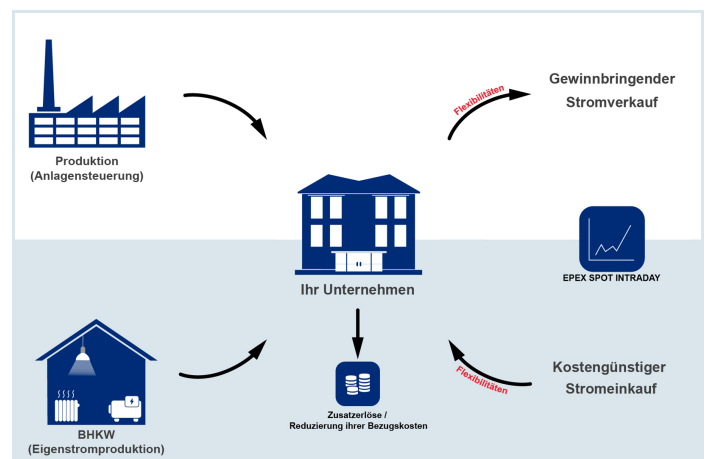 Produktion
(Anlagensteuerung)
Flexibilitäten
Gewinnbringender
Stromverkauf
Ihr Unternehmen
EPEX SPOT INTRADAY
BHKW
(Eigenstromproduktion)
Zusatzerlöse /
Reduzierung ihrer Bezugskosten
Flexibilitäten
Kostengünstiger
Stromeinkauf